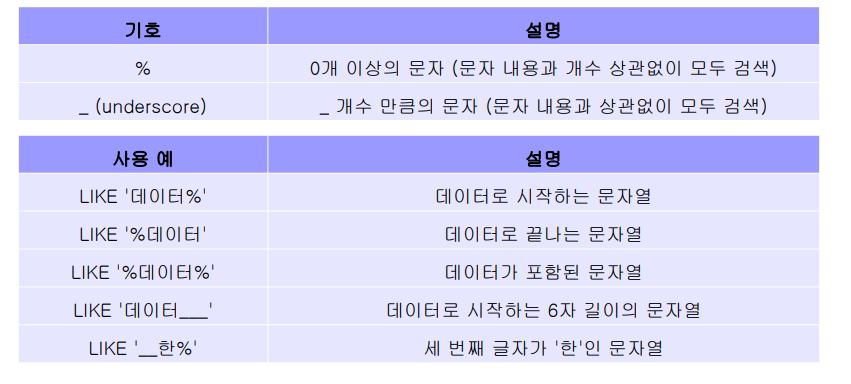 기호 설명
% 0개 이상의 문자 (문자 내용과 개수 상관없이 모두 검색)
_ (underscore) _ 개수 만큼의 문자 (문자 내용과 상관없이 모두 검색)
사용 예 설명
LIKE '데이터%' 데이터로 시작하는 문자열
LIKE '%데이터' 데이터로 끝나는 문자열
LIKE '%데이터%' 데이터가 포함된 문자열
LIKE '데이터___' 데이터로 시작하는 6자 길이의 문자열
LIKE '__한%' 세 번째 글자가 '한'인 문자열